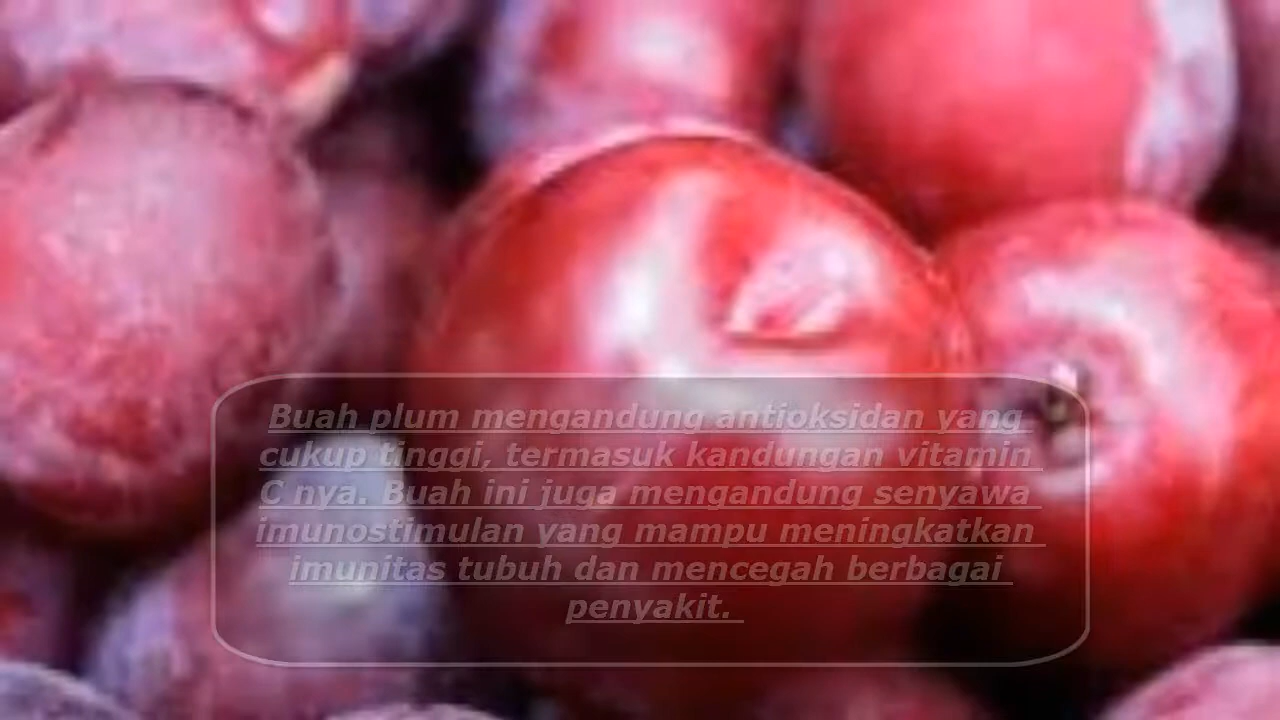 Buah plum mengandung antioksidan yang
cukup tinggi, termasuk kandungan vitamin
C nya. Buah ini juga mengandung senyawa
imunostimulan yang mampu meningkatkan
imunitas tubuh dan mencegah berbagai
penyakit.